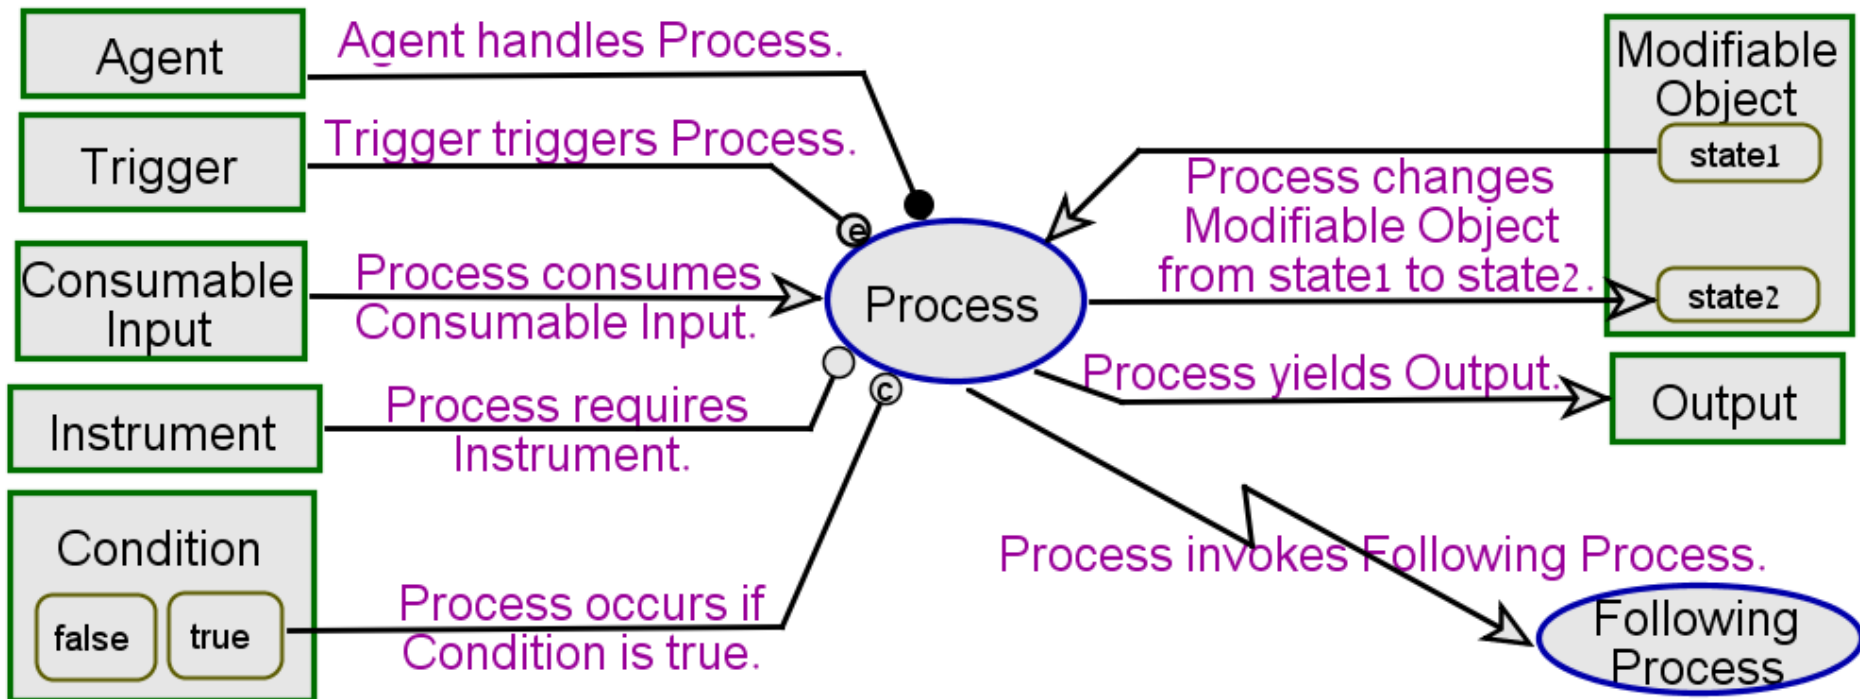 Agent
Agent handles Process.
Trigger
Trigger triggers Process.
Consumable
Input
Process consumes
Consumable Input.
Instrument
Process requires
Instrument.
Condition
false
true
Process occurs if
Condition is true.
e
c
Process
Modifiable
Object
state1
state2
Process changes
Modifiable Object
from state1 to state2.
Process yields Output.
Output
Process invokes Following Process.
Following
Process